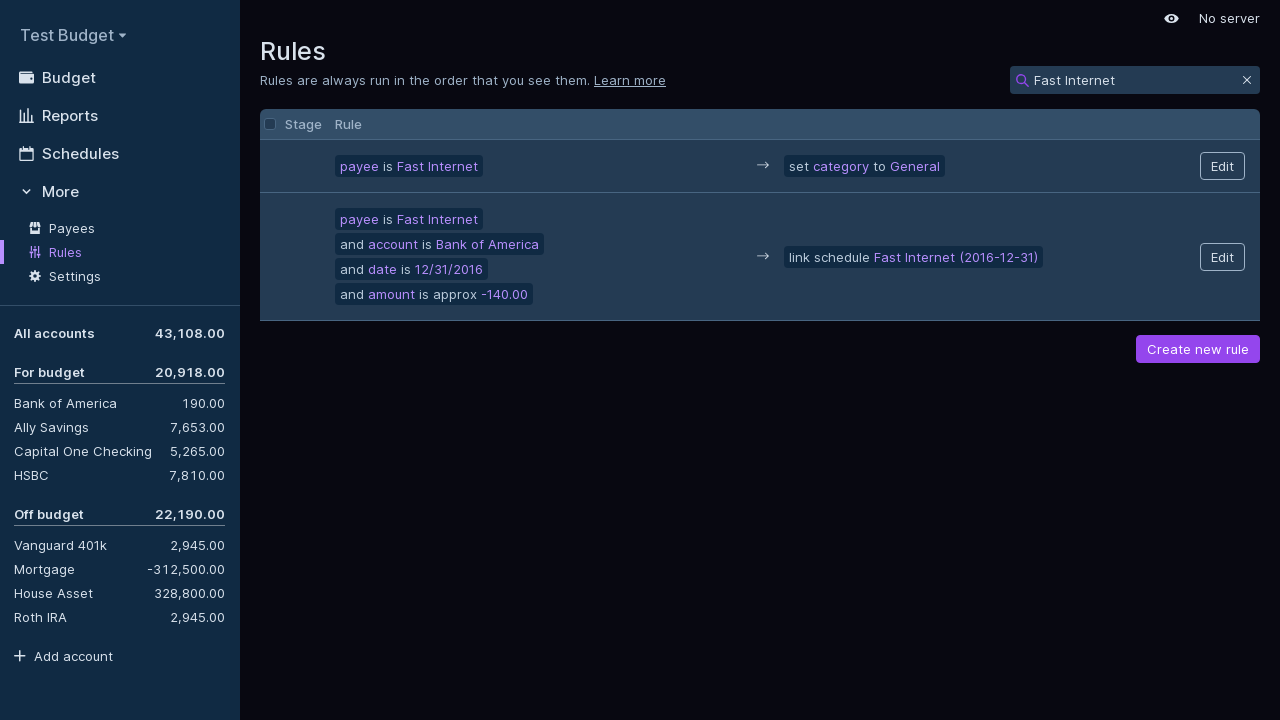 Test Budget
Budget
Reports
Schedules
More
Payees
Rules
Settings
All accounts 43,108.00
For budget 20,918.00
Bank of America 190.00
Ally Savings 7,653.00
Capital One Checking 5,265.00
HSBC 7,810.00
Off budget 22,190.00
Vanguard 401k 2,945.00
Mortgage -312,500.00
House Asset 328,800.00
Roth IRA 2,945.00
Add account
No server
Rules
Rules are always run in the order that you see them. Learn more
Fast Internet
Stage Rule
payee is Fast Internet → set category to General Edit
payee is Fast Internet
and account is Bank of America
and date is 12/31/2016
and amount is approx -140.00
→ link schedule Fast Internet (2016-12-31) Edit
Create new rule